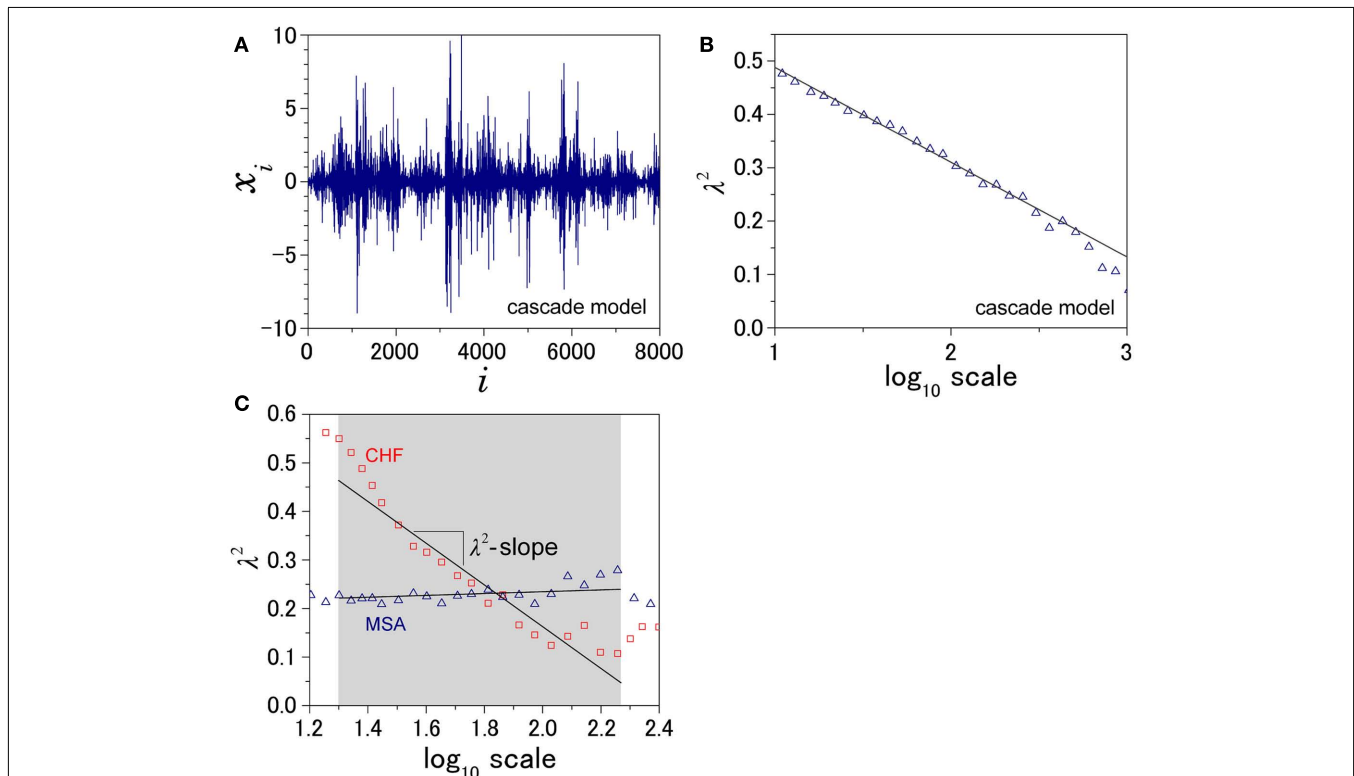 A
10
5
0
−5
−10
x_i
cascade model
0 2000 4000 6000 8000
i
B
0.5
0.4
0.3
0.2
0.1
0.0
λ²
cascade model
1 2 3
log₁₀ scale
C
0.6
0.5
0.4
0.3
0.2
0.1
0.0
λ²
CHF
λ²-slope
MSA
1.2 1.4 1.6 1.8 2.0 2.2 2.4
log₁₀ scale